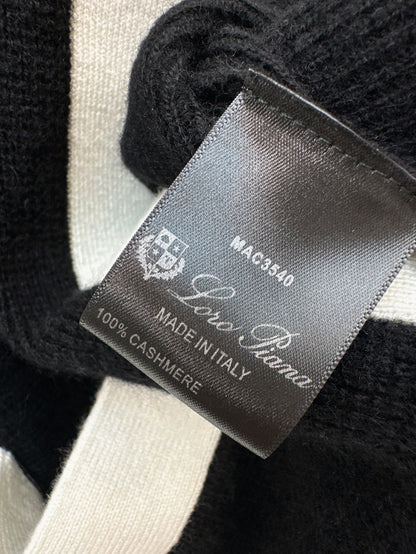 MAC3540
Loro Piana
MADE IN ITALY
100% CASHMERE